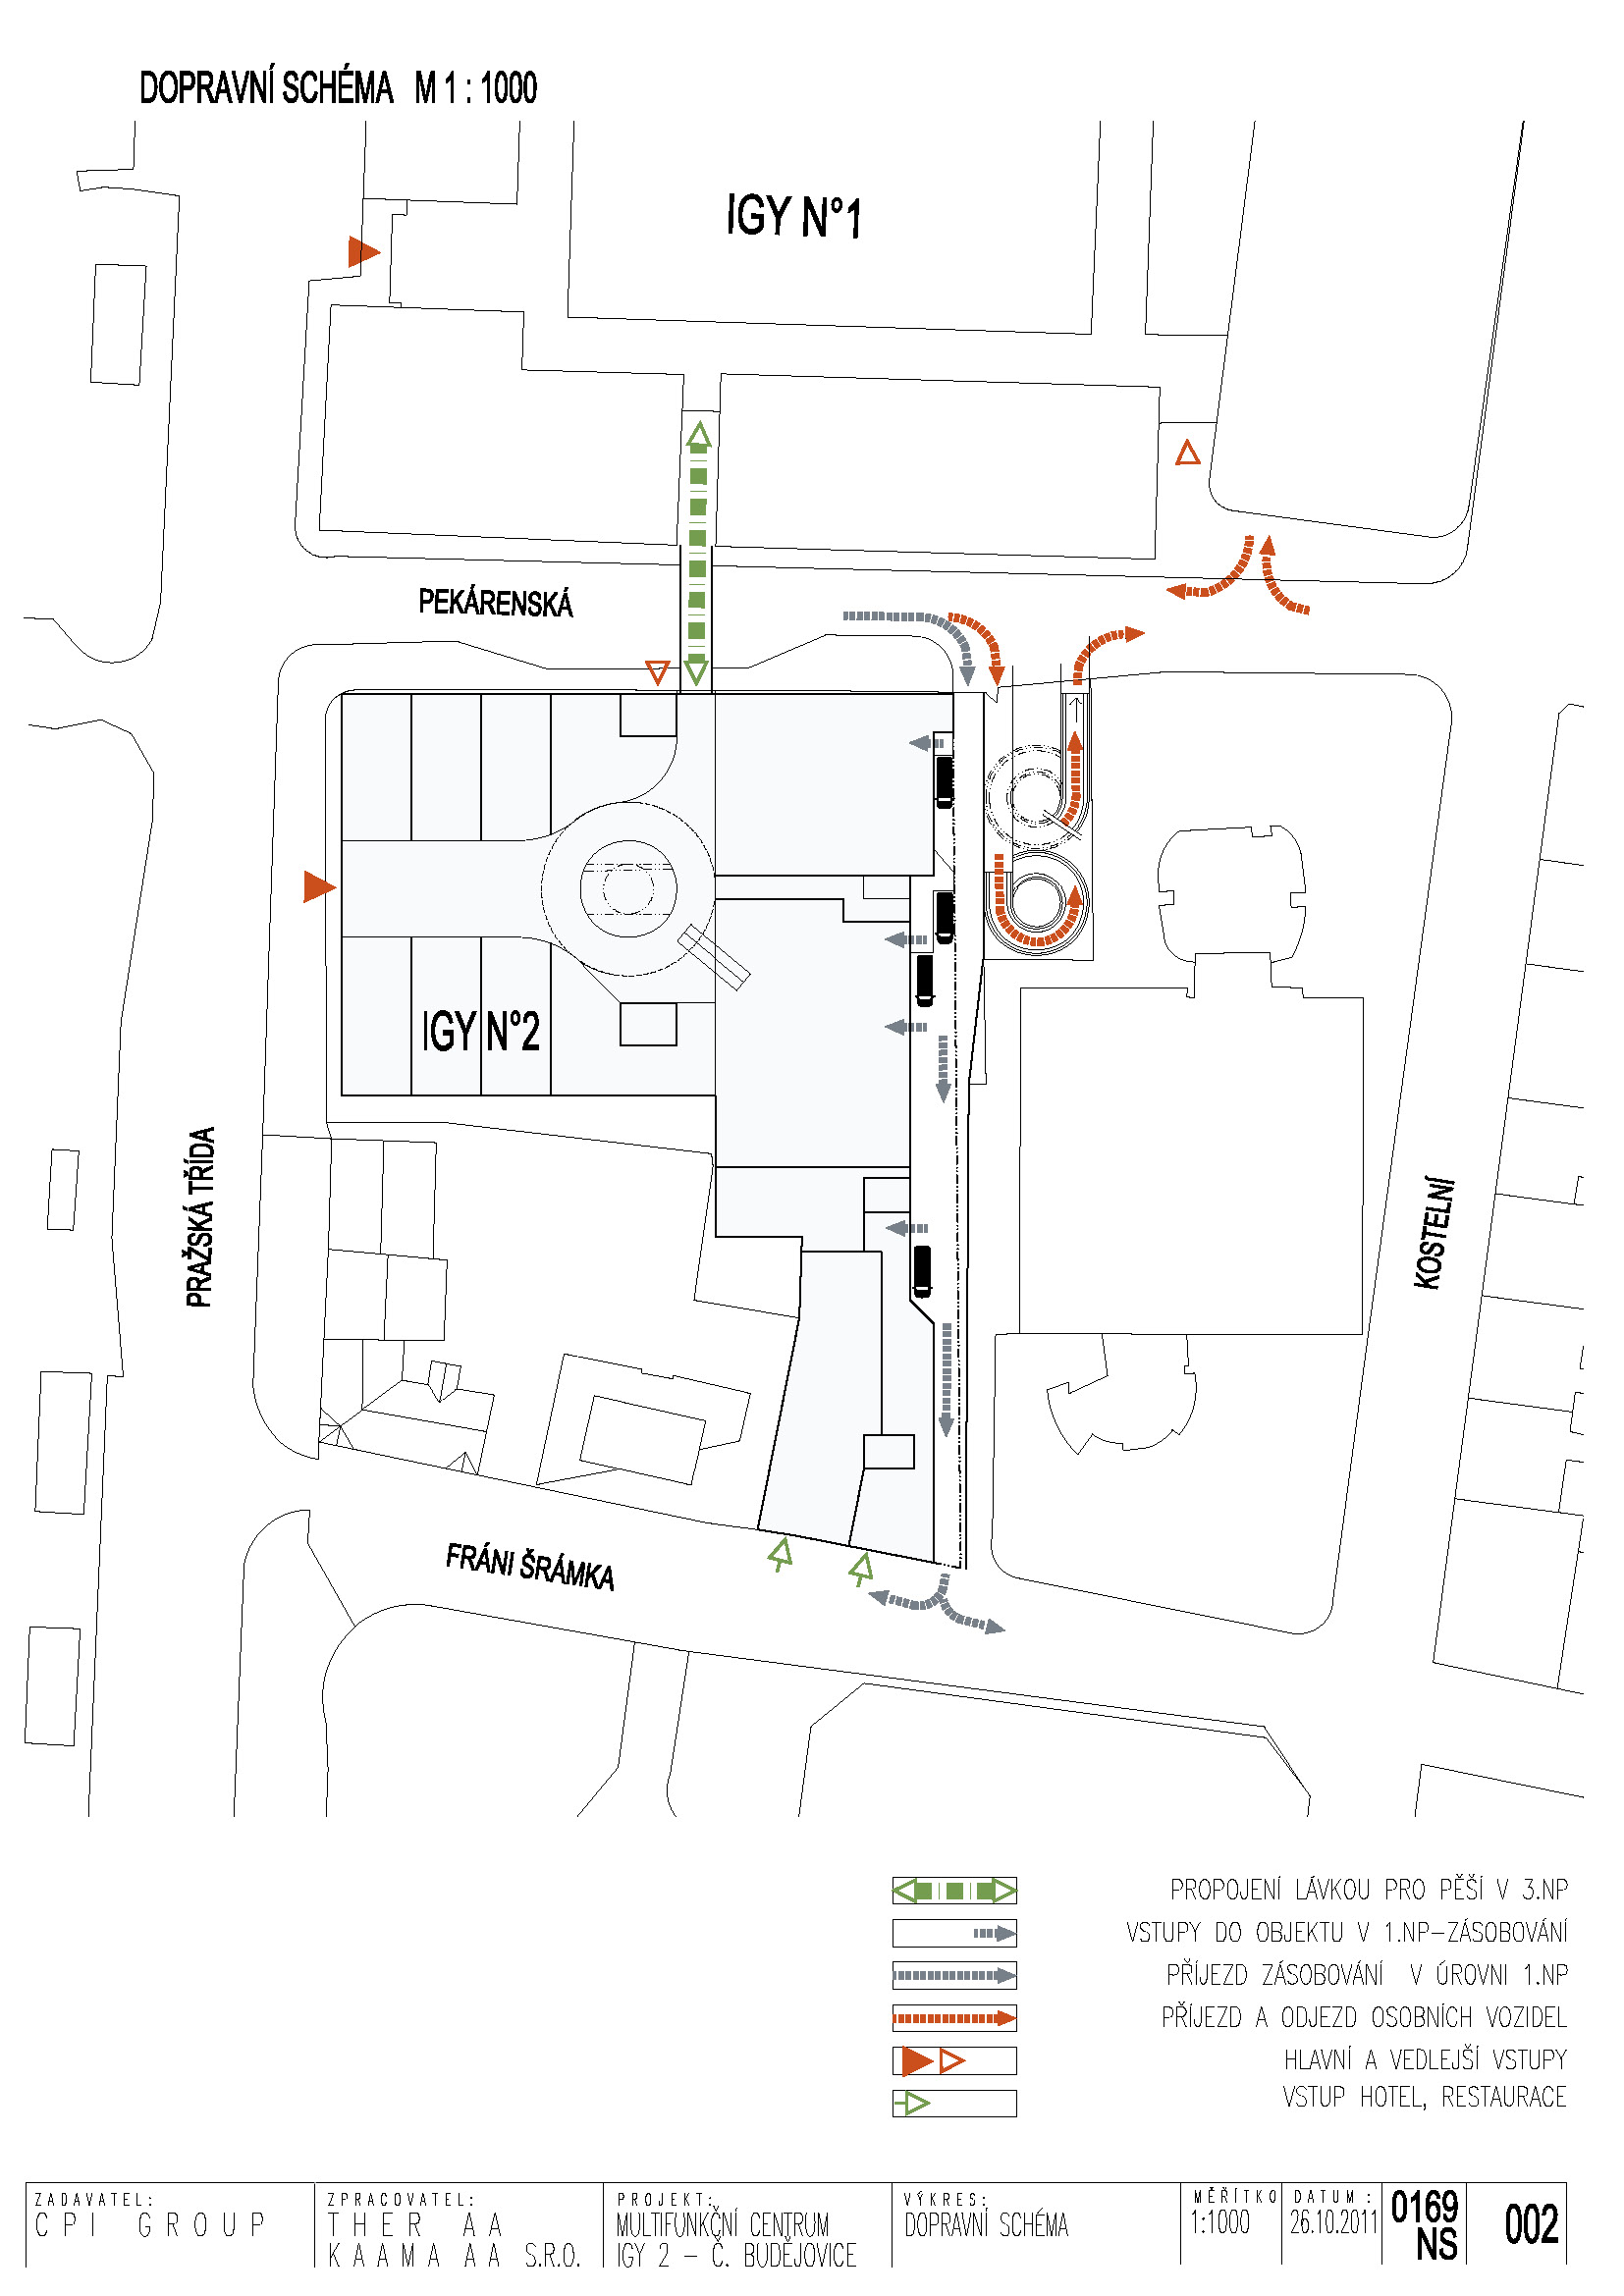 DOPRAVNÍ SCHÉMA M 1 : 1000
IGY N°1
PEKÁRENSKÁ
IGY N°2
PRAŽSKÁ TŘÍDA
KOSTELNÍ
FRÁNI ŠRÁMKA
PROPOJENÍ LÁVKOU PRO PĚŠÍ V 3.NP
VSTUPY DO OBJEKTU V 1.NP-ZÁSOBOVÁNÍ
PŘÍJEZD ZÁSOBOVÁNÍ V ÚROVNI 1.NP
PŘÍJEZD A ODJEZD OSOBNÍCH VOZIDEL
HLAVNÍ A VEDLEJŠÍ VSTUPY
VSTUP HOTEL, RESTAURACE
ZADAVATEL:
CPI GROUP
ZPRACOVATEL:
THER AA
KAAMA AA S.R.O.
PROJEKT:
MULTIFUNKČNÍ CENTRUM
IGY 2 - Č. BUDĚJOVICE
VÝKRES:
DOPRAVNÍ SCHÉMA
MĚŘÍTKO
1:1000
DATUM :
26.10.2011
0169
NS
002